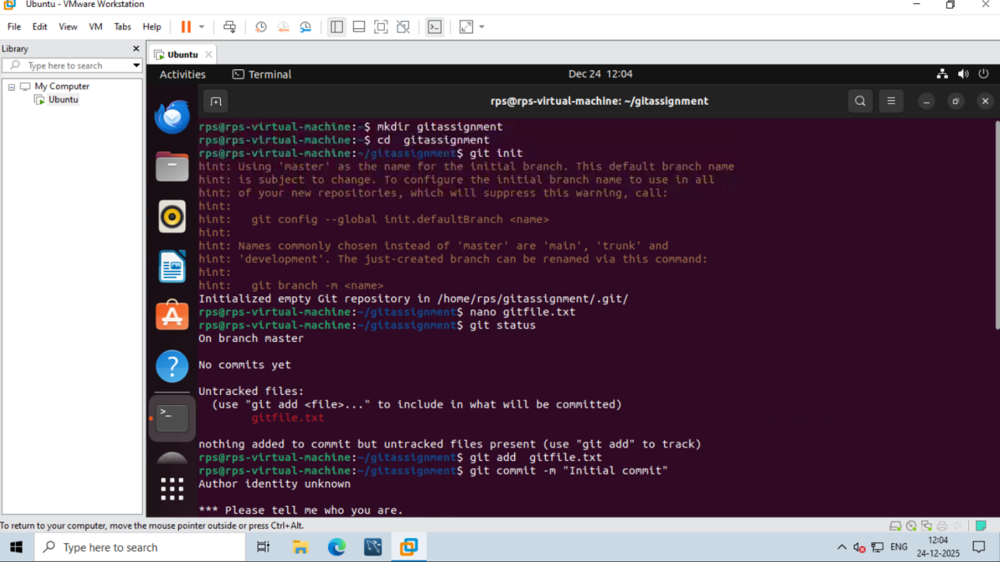 Ubuntu - VMware Workstation
File Edit View VM Tabs Help
Library
Type here to search
My Computer
Ubuntu
Ubuntu
Activities Terminal Dec 24 12:04
rps@rps-virtual-machine: ~/gitassignment
rps@rps-virtual-machine:~$ mkdir gitassignment
rps@rps-virtual-machine:~$ cd  gitassignment
rps@rps-virtual-machine:~/gitassignment$ git init
hint: Using 'master' as the name for the initial branch. This default branch name
hint: is subject to change. To configure the initial branch name to use in all
hint: of your new repositories, which will suppress this warning, call:
hint:
hint:   git config --global init.defaultBranch <name>
hint:
hint: Names commonly chosen instead of 'master' are 'main', 'trunk' and
hint: 'development'. The just-created branch can be renamed via this command:
hint:
hint:   git branch -m <name>
Initialized empty Git repository in /home/rps/gitassignment/.git/
rps@rps-virtual-machine:~/gitassignment$ nano gitfile.txt
rps@rps-virtual-machine:~/gitassignment$ git status
On branch master
No commits yet
Untracked files:
  (use "git add <file>..." to include in what will be committed)
        gitfile.txt
nothing added to commit but untracked files present (use "git add" to track)
rps@rps-virtual-machine:~/gitassignment$ git add  gitfile.txt
rps@rps-virtual-machine:~/gitassignment$ git commit -m "Initial commit"
Author identity unknown
*** Please tell me who you are.
To return to your computer, move the mouse pointer outside or press Ctrl+Alt.
Type here to search
ENG
12:04
24-12-2025